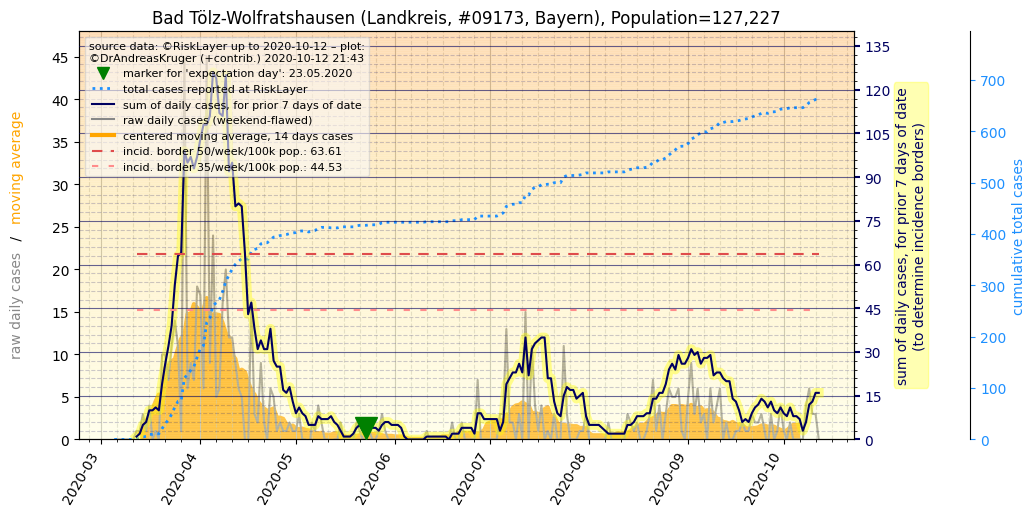 Bad Tölz-Wolfratshausen (Landkreis, #09173, Bayern), Population=127,227
source data: ©RiskLayer up to 2020-10-12 – plot:
©DrAndreasKruger (+contrib.) 2020-10-12 21:43
marker for 'expectation day': 23.05.2020
total cases reported at RiskLayer
sum of daily cases, for prior 7 days of date
raw daily cases (weekend-flawed)
centered moving average, 14 days cases
incid. border 50/week/100k pop.: 63.61
incid. border 35/week/100k pop.: 44.53
raw daily cases / moving average
45
40
35
30
25
20
15
10
5
0
2020-03
2020-04
2020-05
2020-06
2020-07
2020-08
2020-09
2020-10
135
120
105
90
75
60
45
30
15
0
sum of daily cases, for prior 7 days of date
(to determine incidence borders)
700
600
500
400
300
200
100
0
cumulative total cases